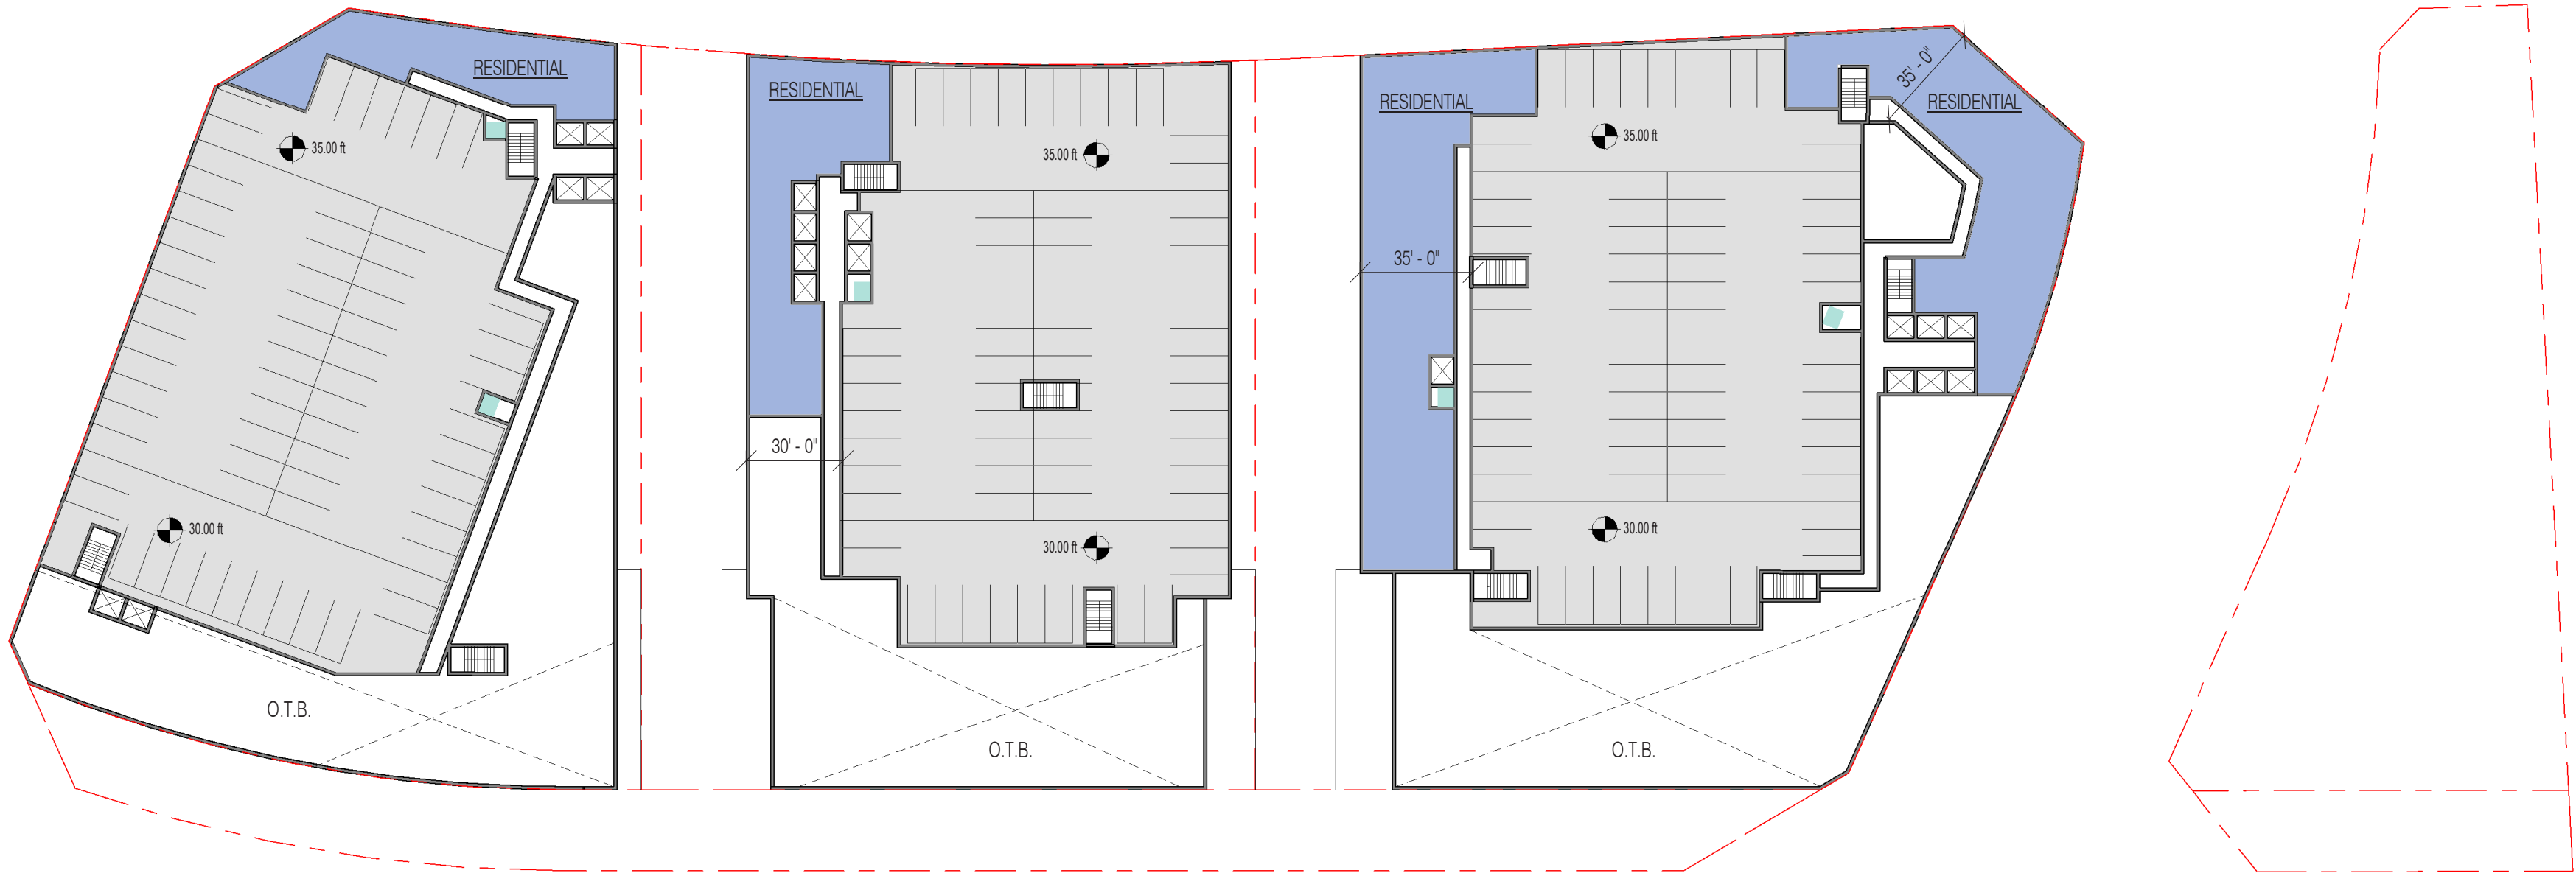 RESIDENTIAL
35.00 ft
30.00 ft
O.T.B.
RESIDENTIAL
35.00 ft
30' - 0"
30.00 ft
O.T.B.
RESIDENTIAL
35.00 ft
35' - 0"
RESIDENTIAL
35' - 0"
30.00 ft
O.T.B.